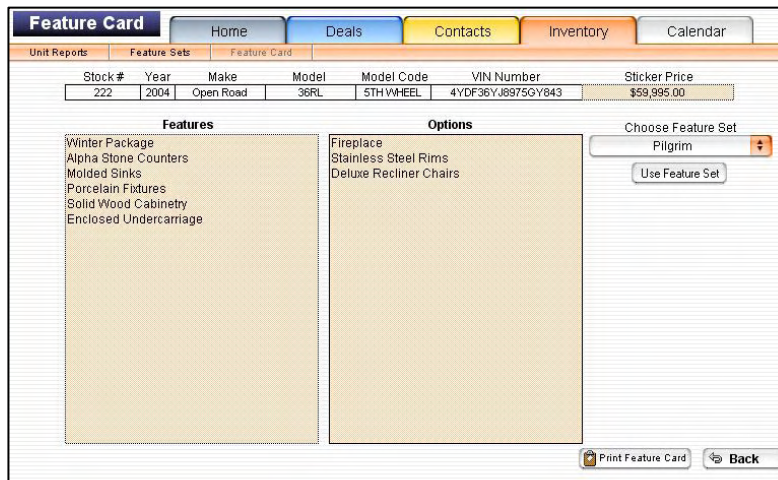 Feature Card
Home
Deals
Contacts
Inventory
Calendar
Unit Reports
Feature Sets
Feature Card
Stock # Year Make Model Model Code VIN Number Sticker Price
222 2004 Open Road 36RL 5TH WHEEL 4YDF36YJ8975GY843 $59,995.00
Features
Winter Package
Alpha Stone Counters
Molded Sinks
Porcelain Fixtures
Solid Wood Cabinetry
Enclosed Undercarriage
Options
Fireplace
Stainless Steel Rims
Deluxe Recliner Chairs
Choose Feature Set
Pilgrim
Use Feature Set
Print Feature Card
Back